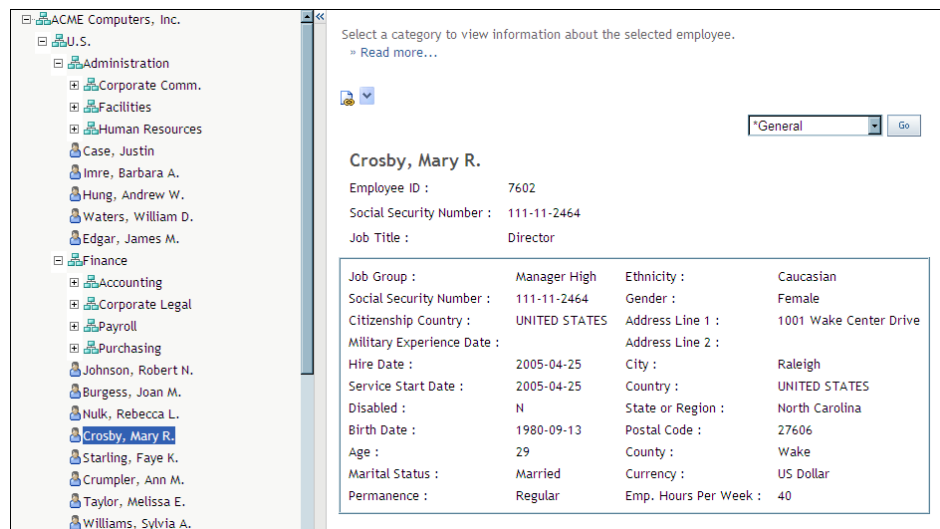 ACME Computers, Inc.
U.S.
Administration
Corporate Comm.
Facilities
Human Resources
Case, Justin
Imre, Barbara A.
Hung, Andrew W.
Waters, William D.
Edgar, James M.
Finance
Accounting
Corporate Legal
Payroll
Purchasing
Johnson, Robert N.
Burgess, Joan M.
Nulk, Rebecca L.
Crosby, Mary R.
Starling, Faye K.
Crumpler, Ann M.
Taylor, Melissa E.
Williams, Sylvia A.
«
Select a category to view information about the selected employee.
» Read more...
*General Go
Crosby, Mary R.
Employee ID : 7602
Social Security Number : 111-11-2464
Job Title : Director
Job Group : Manager High Ethnicity : Caucasian
Social Security Number : 111-11-2464 Gender : Female
Citizenship Country : UNITED STATES Address Line 1 : 1001 Wake Center Drive
Military Experience Date : Address Line 2 :
Hire Date : 2005-04-25 City : Raleigh
Service Start Date : 2005-04-25 Country : UNITED STATES
Disabled : N State or Region : North Carolina
Birth Date : 1980-09-13 Postal Code : 27606
Age : 29 County : Wake
Marital Status : Married Currency : US Dollar
Permanence : Regular Emp. Hours Per Week : 40